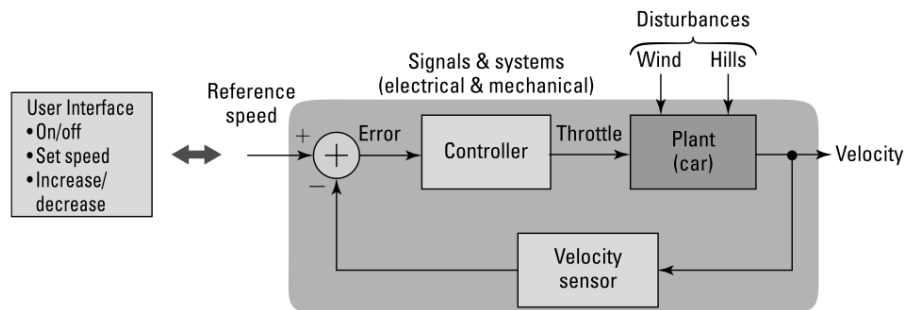 Disturbances
Wind Hills
Signals & systems
(electrical & mechanical)
User Interface
•On/off
•Set speed
•Increase/
decrease
Reference
speed
+
Error
+
−
Controller
Throttle
Plant
(car)
Velocity
Velocity
sensor